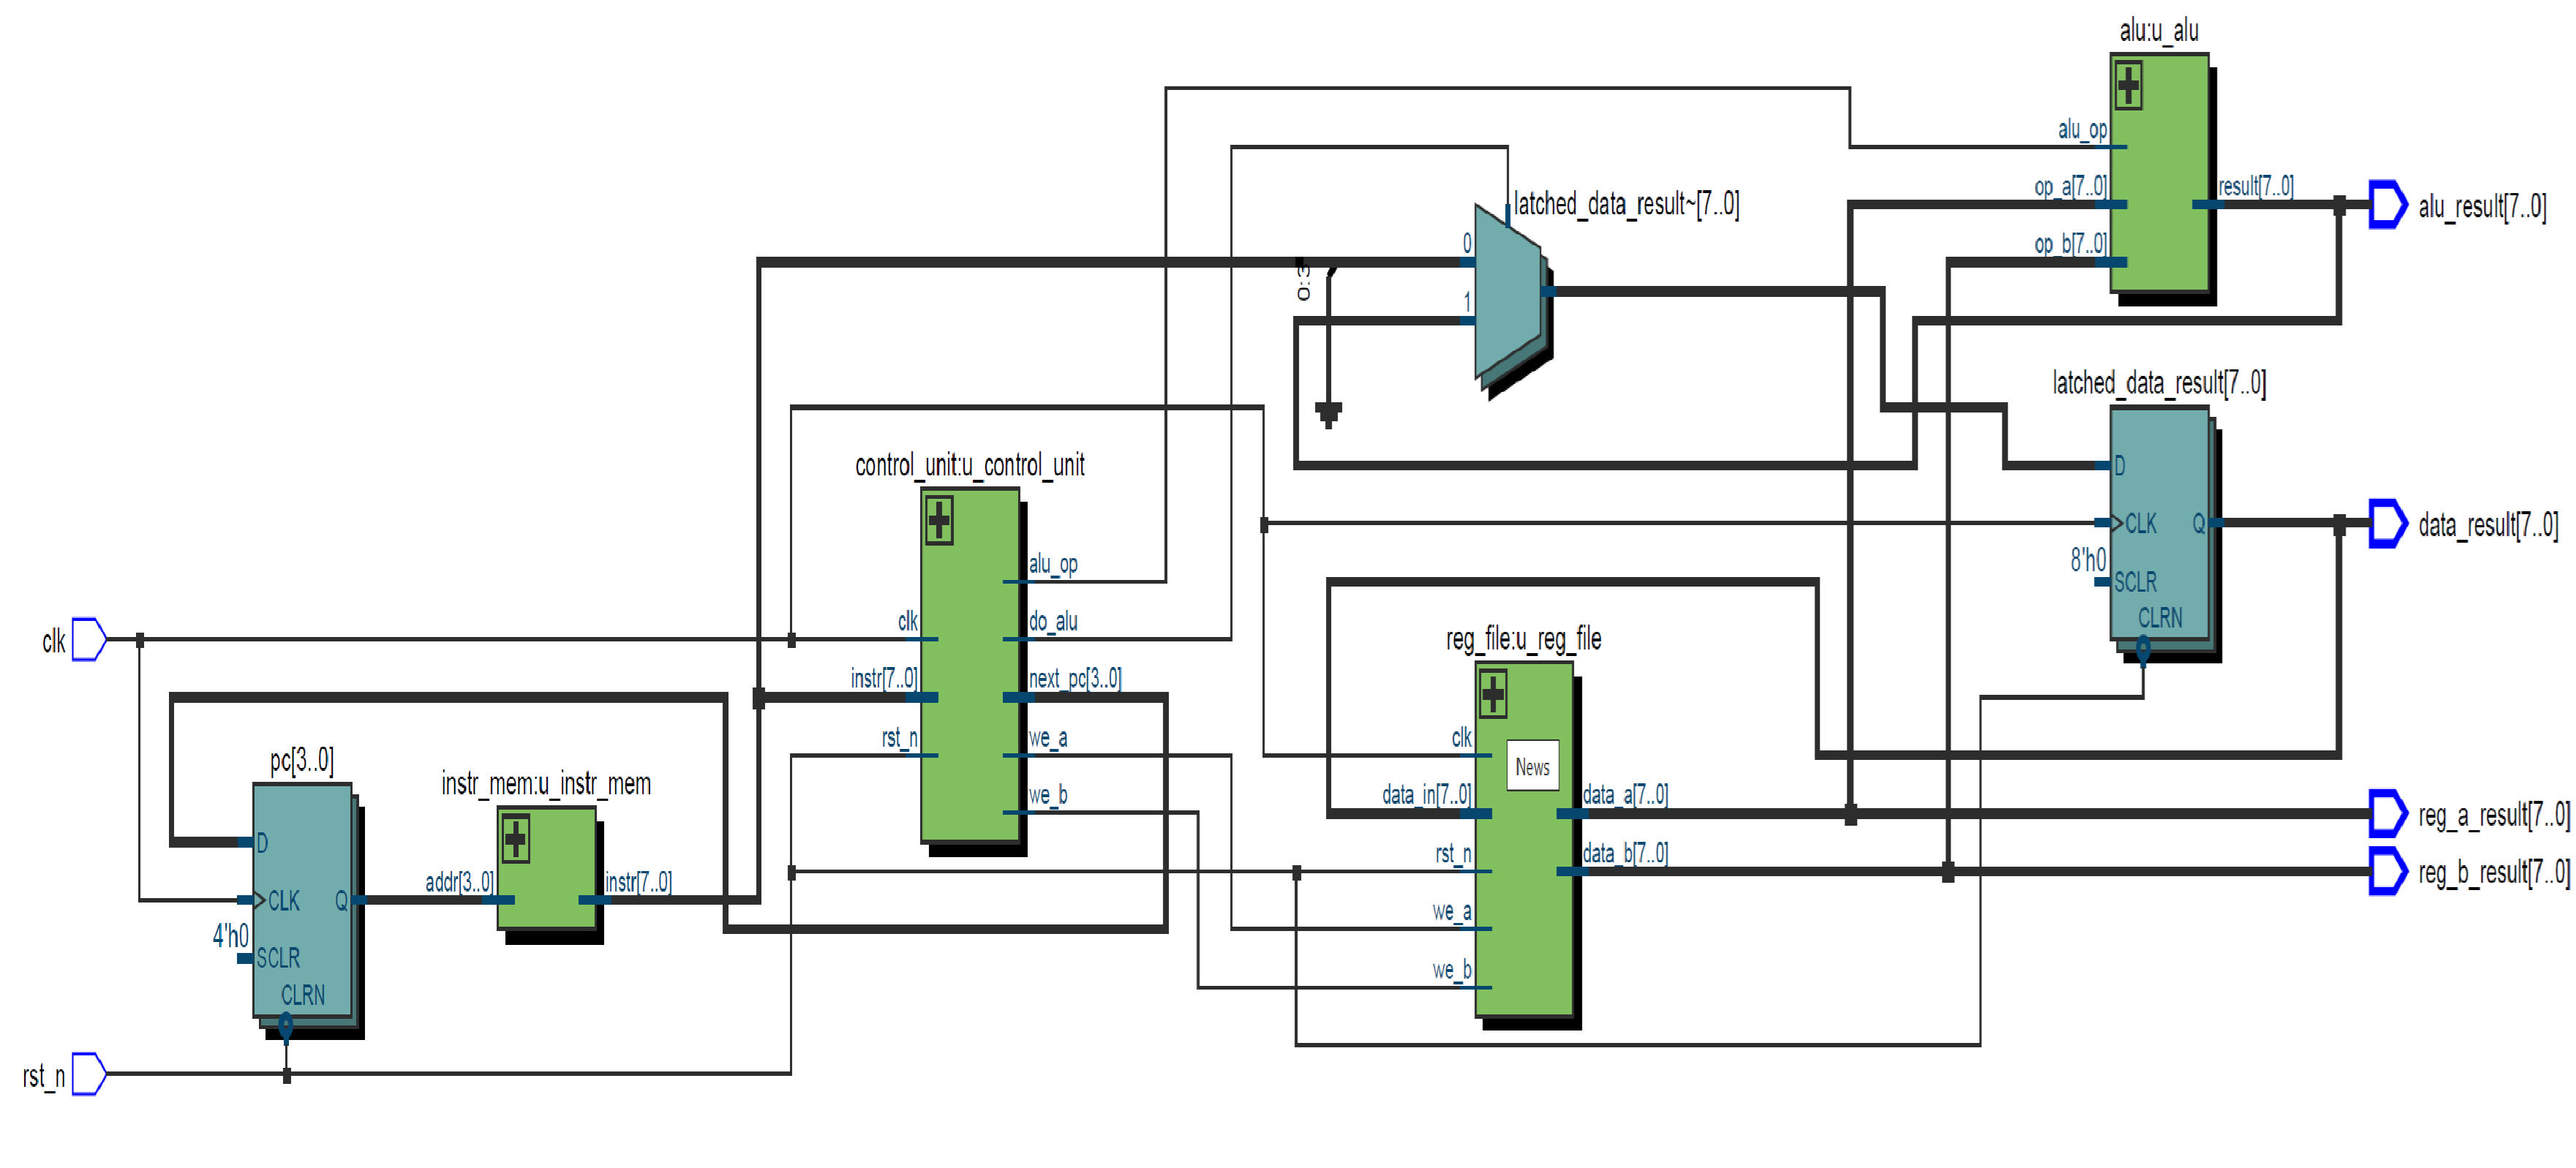 alu:u_alu
alu_op
op_a[7..0]
op_b[7..0]
result[7..0]
alu_result[7..0]
latched_data_result~[7..0]
0
1
0:3
latched_data_result[7..0]
D
CLK
Q
8'h0
SCLR
CLRN
data_result[7..0]
control_unit:u_control_unit
clk
instr[7..0]
rst_n
alu_op
do_alu
next_pc[3..0]
we_a
we_b
clk
reg_file:u_reg_file
News
clk
data_in[7..0]
rst_n
we_a
we_b
data_a[7..0]
data_b[7..0]
reg_a_result[7..0]
reg_b_result[7..0]
pc[3..0]
D
CLK
Q
4'h0
SCLR
CLRN
instr_mem:u_instr_mem
addr[3..0]
instr[7..0]
rst_n